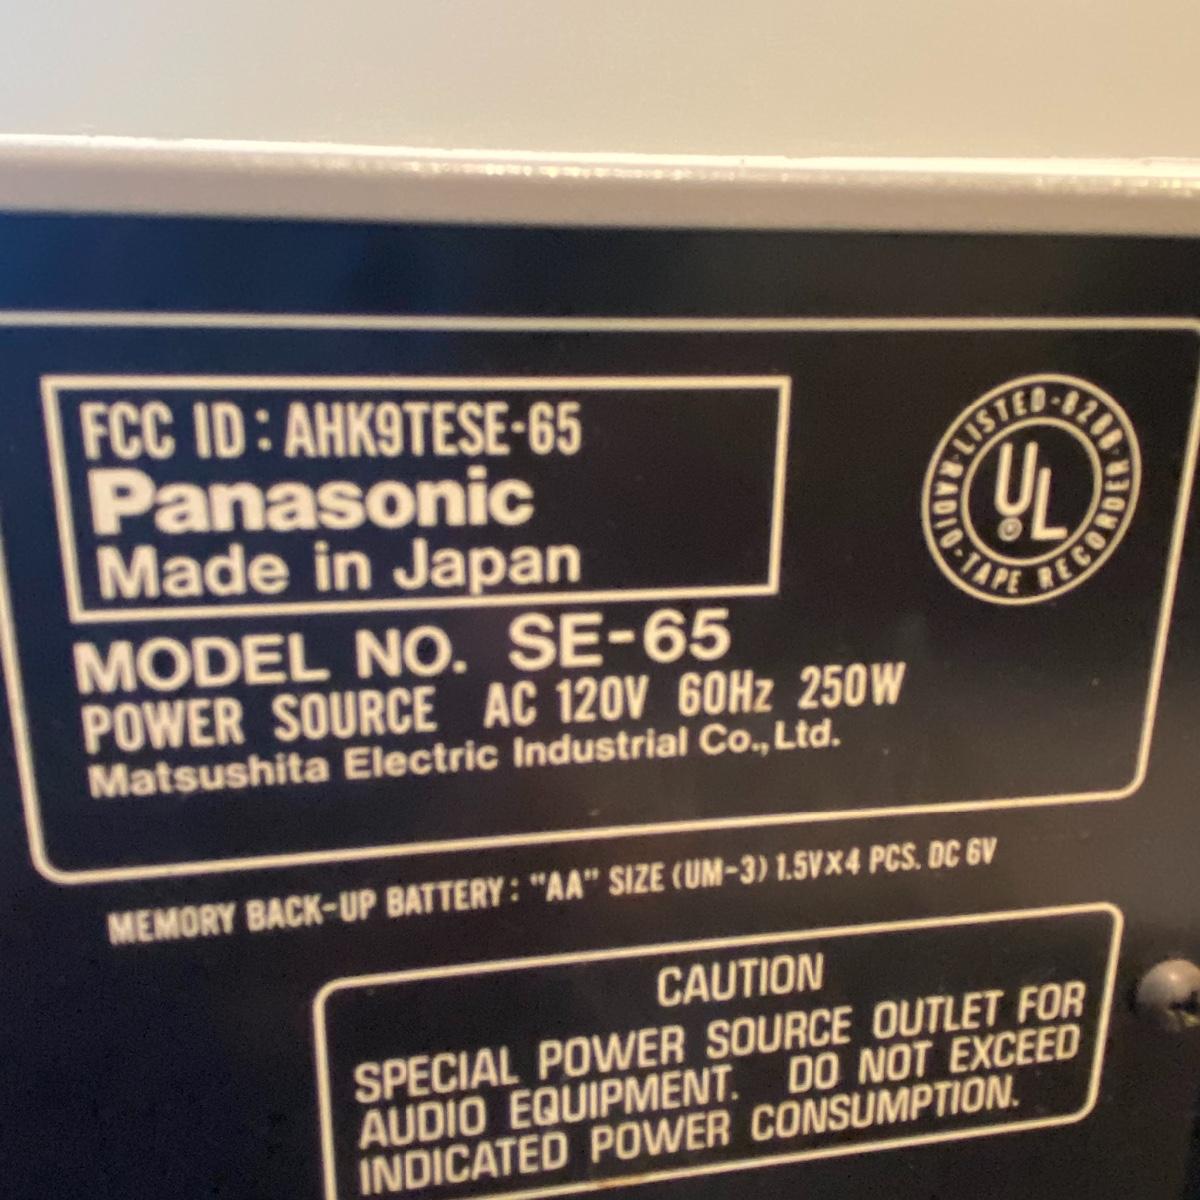 FCC ID: AHK9TESE-65
Panasonic
Made in Japan
LISTED-828B-RADIO-TAPE RECORDER
UL
®
MODEL NO. SE-65
POWER SOURCE AC 120V 60Hz 250W
Matsushita Electric Industrial Co., Ltd.
MEMORY BACK-UP BATTERY: "AA" SIZE (UM-3) 1.5V×4 PCS. DC 6V
CAUTION
SPECIAL POWER SOURCE OUTLET FOR
AUDIO EQUIPMENT. DO NOT EXCEED
INDICATED POWER CONSUMPTION.